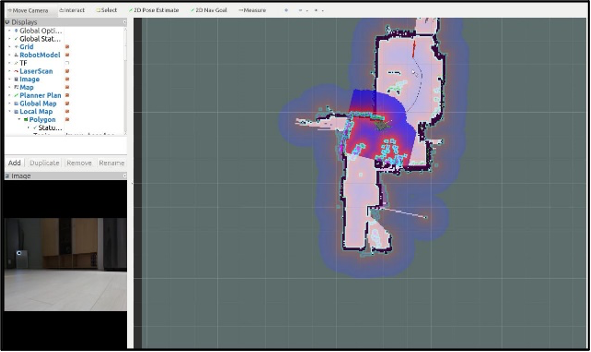 Move Camera Interact Select 2D Pose Estimate 2D Nav Goal Measure
Displays
Global Opti...
Global Stat...
Grid
RobotModel
TF
LaserScan
Image
Map
Planner Plan
Global Map
Local Map
Polygon
Statu...
Add Duplicate Remove Rename
Image